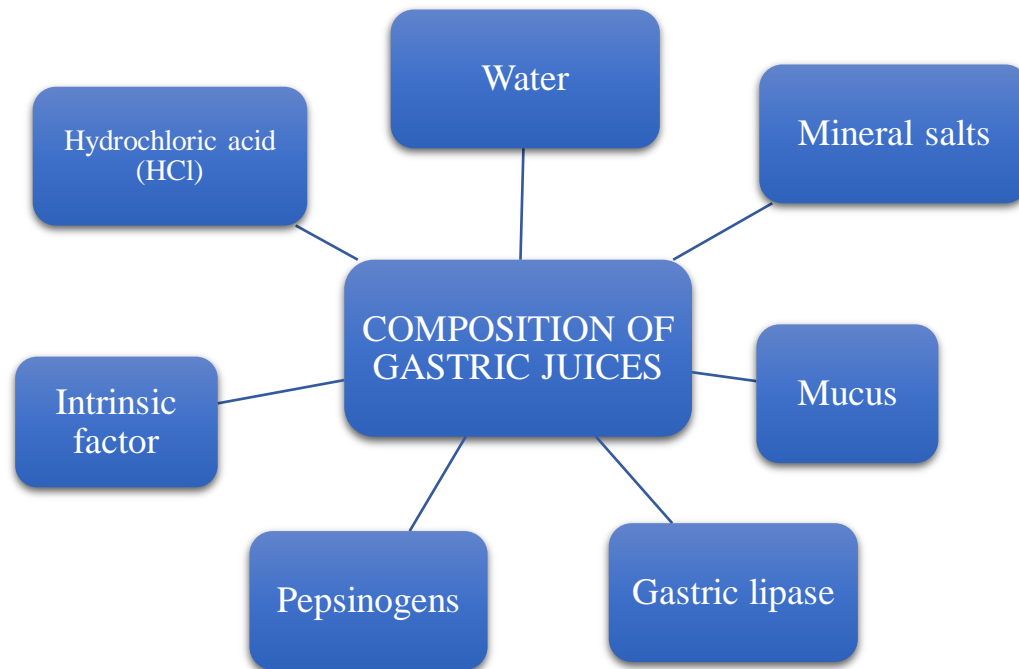 Water
Mineral salts
Hydrochloric acid
(HCl)
COMPOSITION OF
GASTRIC JUICES
Mucus
Intrinsic
factor
Gastric lipase
Pepsinogens